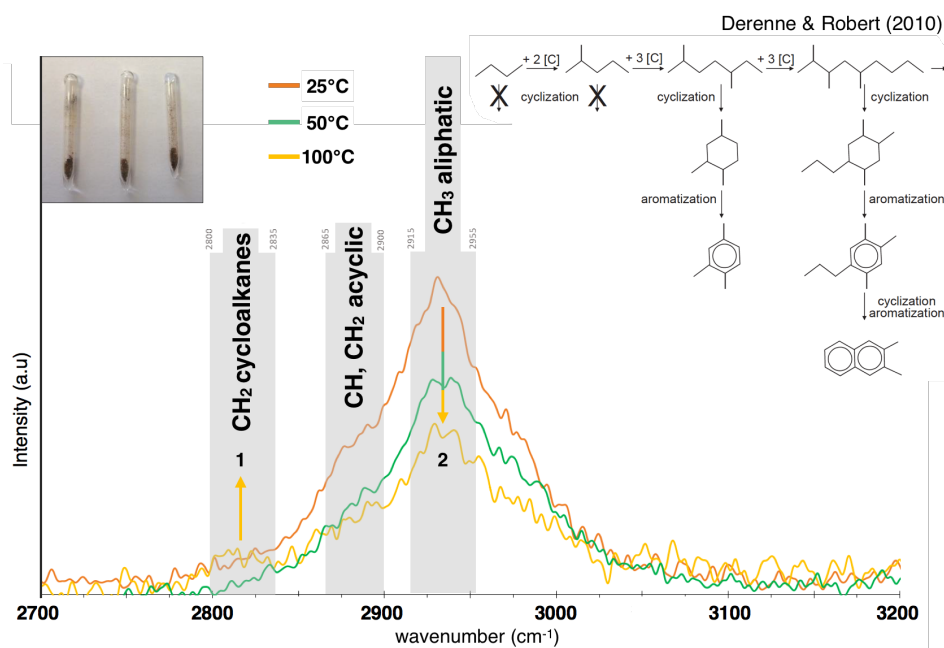 Derenne & Robert (2010)
+ 2 [C]
+ 3 [C]
+ 3 [C]
cyclization
cyclization
cyclization
aromatization
aromatization
cyclization
aromatization
25°C
50°C
100°C
CH₃ aliphatic
CH, CH₂ acyclic
CH₂ cycloalkanes
2800
2835
2865
2900
2915
2955
1
2
Intensity (a.u)
2700
2800
2900
3000
3100
3200
wavenumber (cm⁻¹)